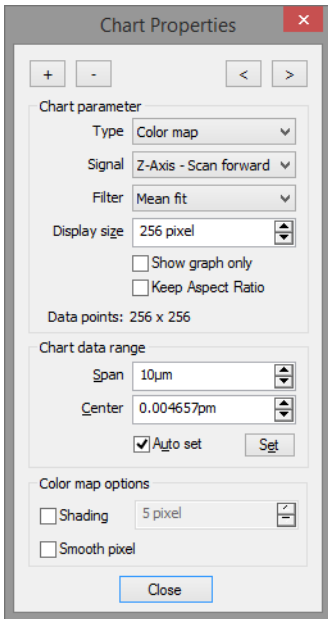 Chart Properties
+ - < >
Chart parameter
Type Color map
Signal Z-Axis - Scan forward
Filter Mean fit
Display size 256 pixel
Show graph only
Keep Aspect Ratio
Data points: 256 x 256
Chart data range
Span 10µm
Center 0.004657pm
Auto set Set
Color map options
Shading 5 pixel
Smooth pixel
Close